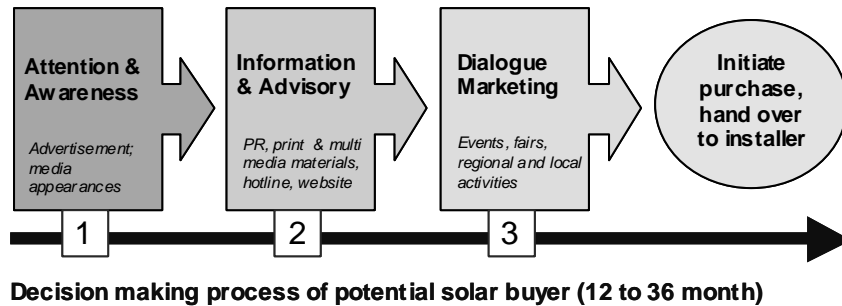 Attention &
Awareness
Advertisement;
media
appearances
Information
& Advisory
PR, print & multi
media materials,
hotline, website
Dialogue
Marketing
Events, fairs,
regional and local
activities
Initiate
purchase,
hand over
to installer
1
2
3
Decision making process of potential solar buyer (12 to 36 month)